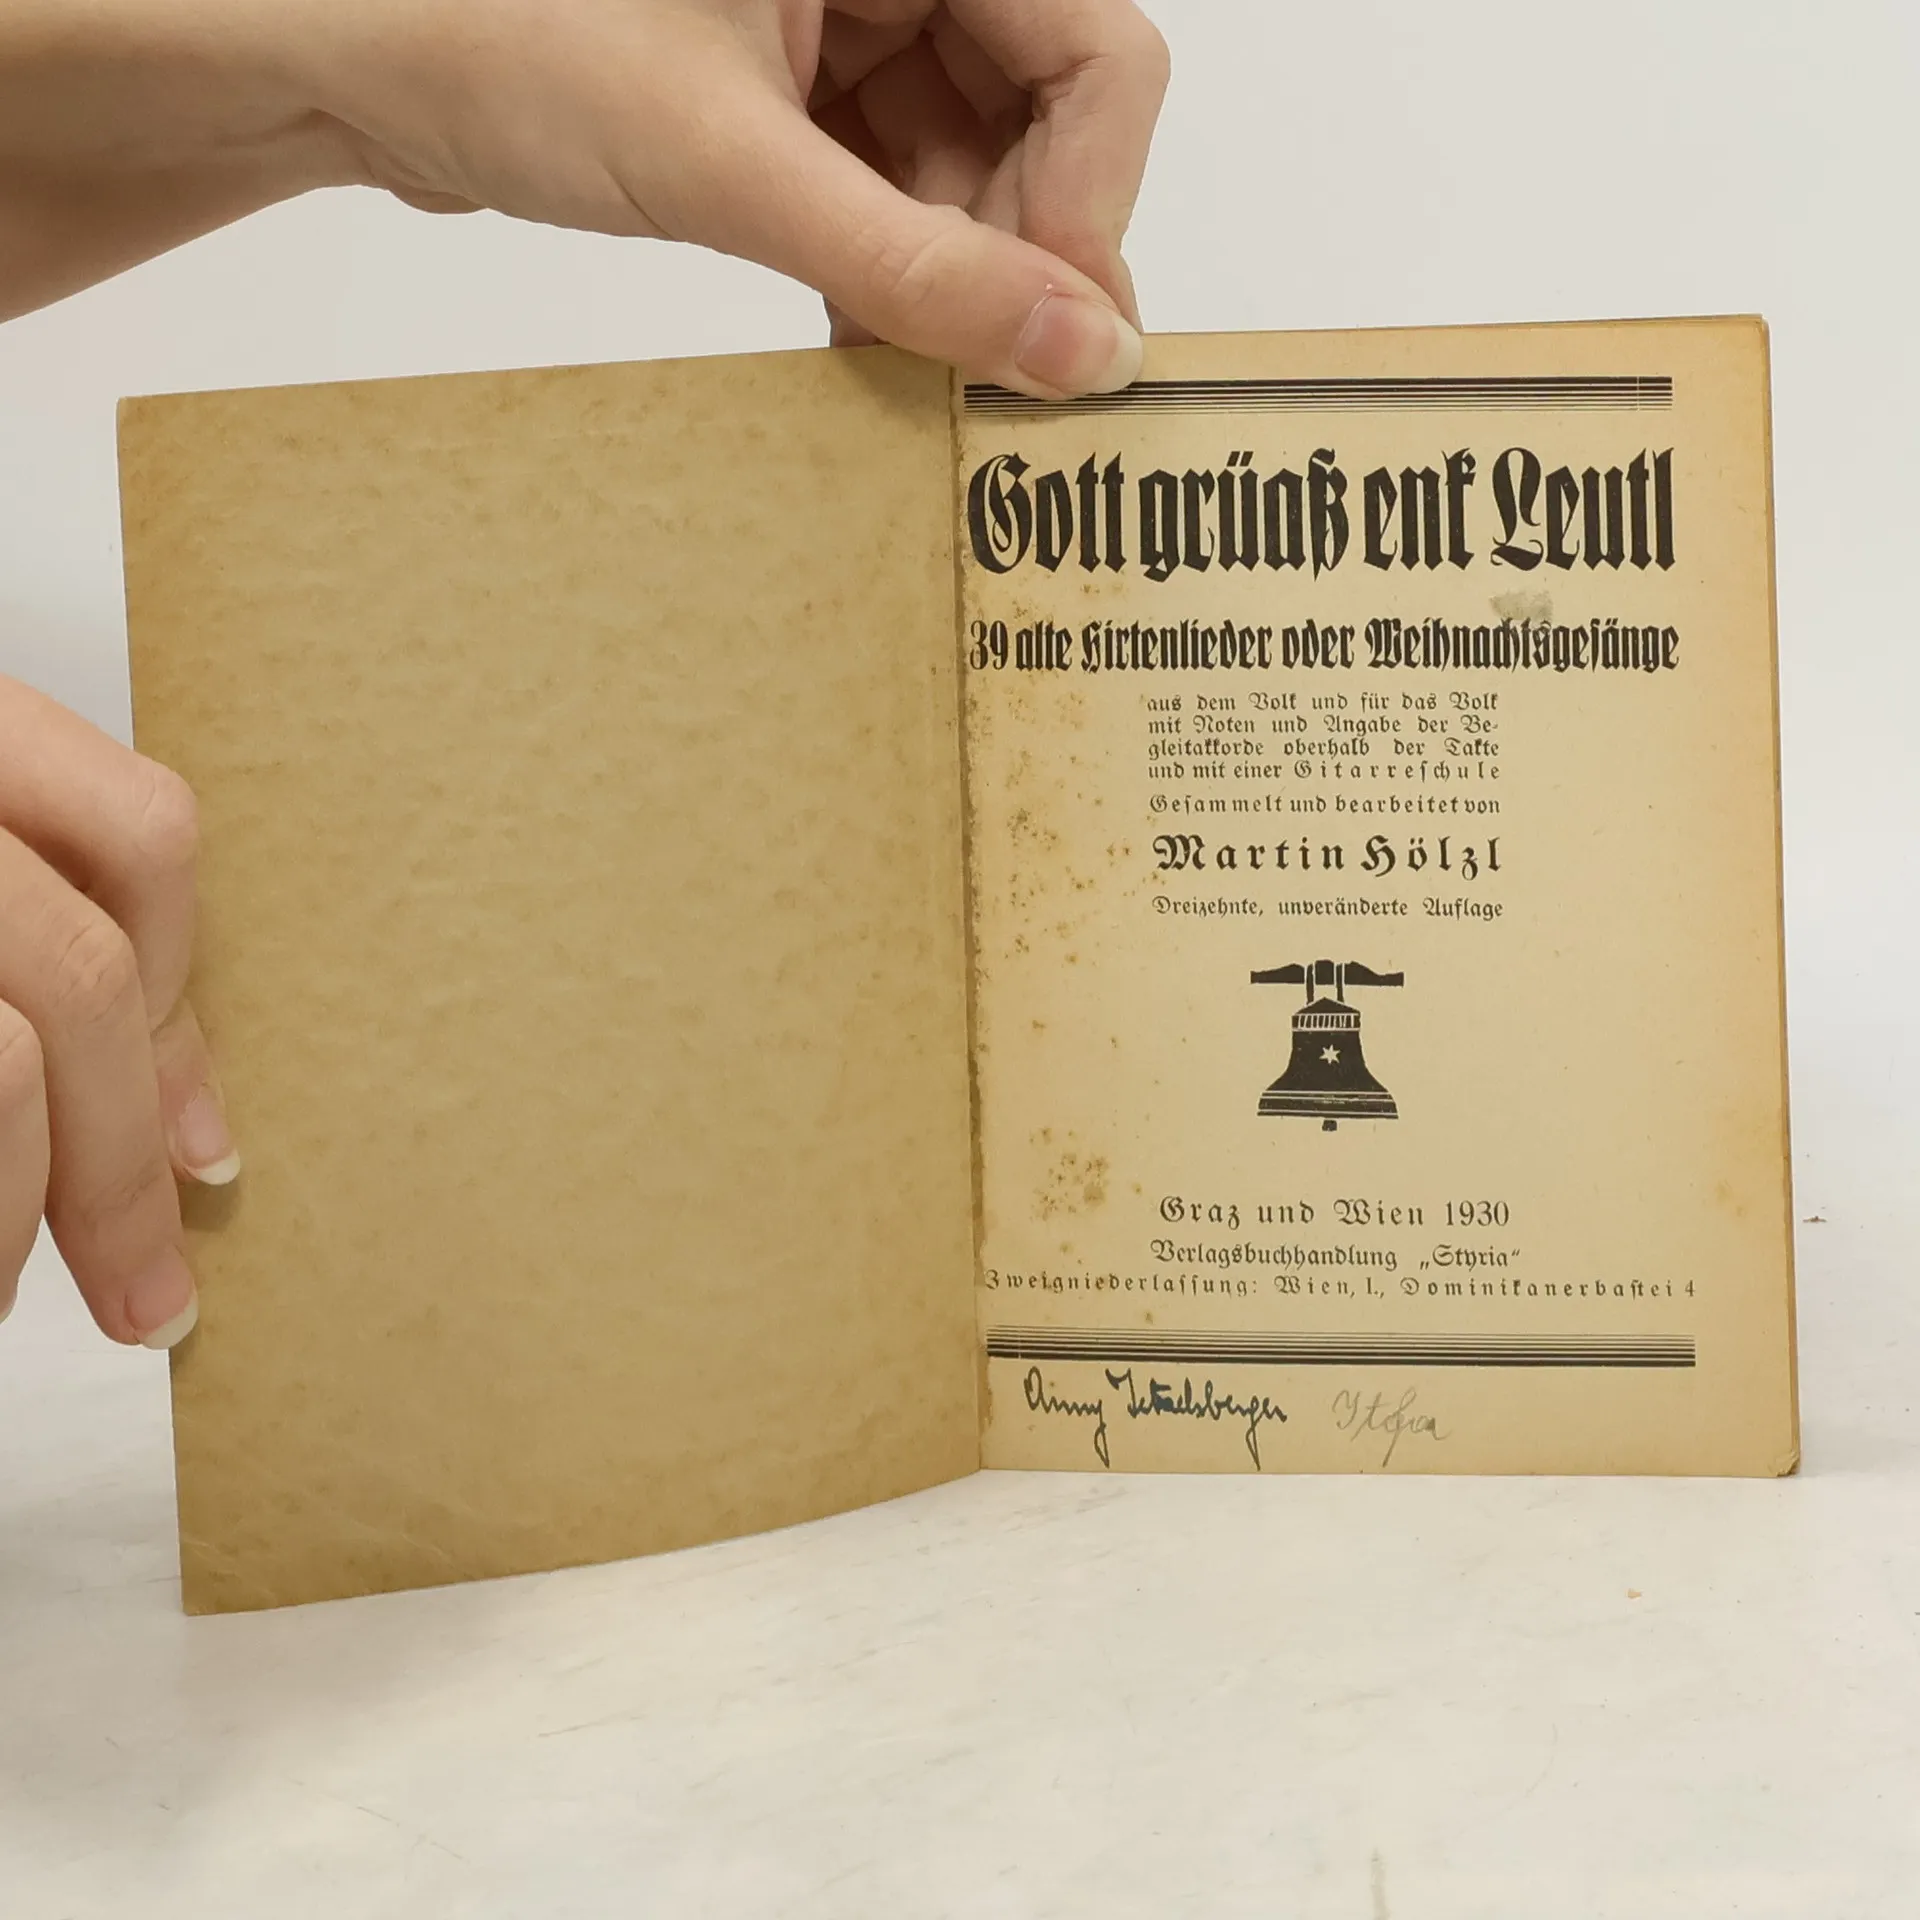 Gott grüaß enk Leutl
39 alte Hirtenlieder oder Weihnachtsgesänge
aus dem Volk und für das Volk
mit Noten und Angabe der Be-
gleitakkorde oberhalb der Takte
und mit einer Gitarreschule
Gesammelt und bearbeitet von
Martin Hölzl
Dreizehnte, unveränderte Auflage
Graz und Wien 1930
Verlagsbuchhandlung „Styria“
Zweigniederlassung: Wien, I., Dominikanerbastei 4